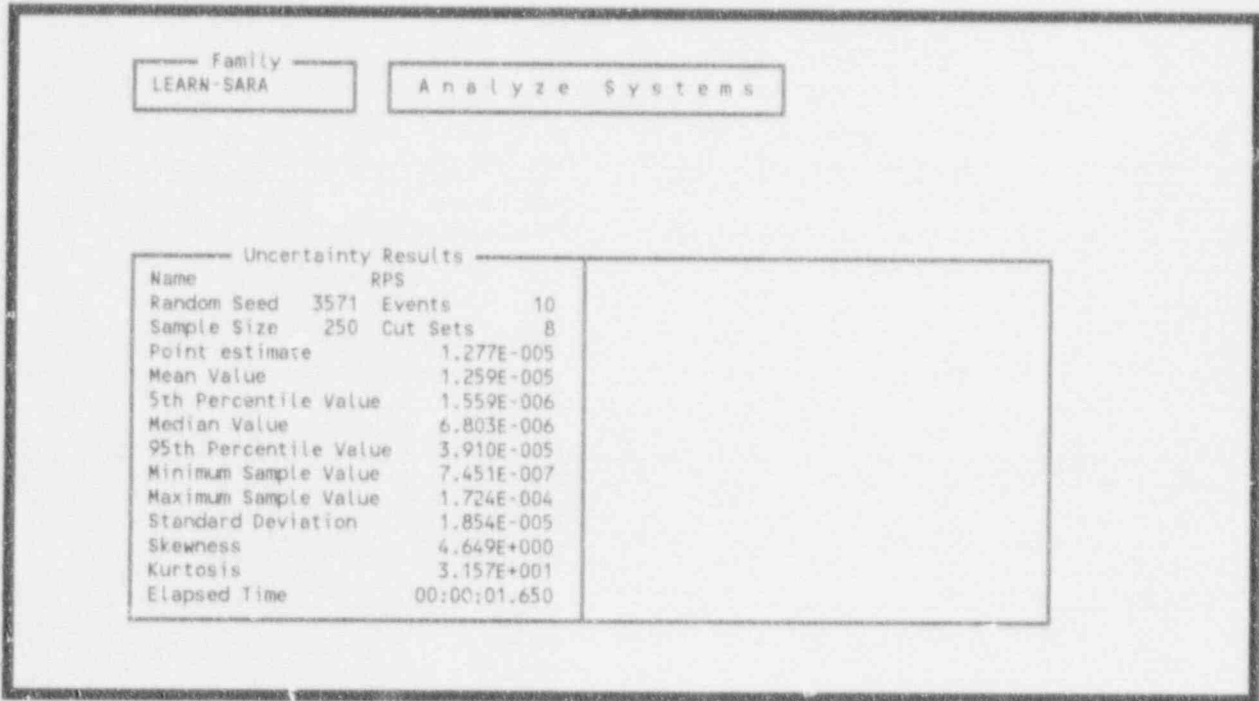 Family
LEARN-SARA
Analyze Systems
Uncertainty Results
Name RPS
Random Seed 3571 Events 10
Sample Size 250 Cut Sets 8
Point estimate 1.277E-005
Mean Value 1.259E-005
5th Percentile Value 1.559E-006
Median Value 6.803E-006
95th Percentile Value 3.910E-005
Minimum Sample Value 7.451E-007
Maximum Sample Value 1.724E-004
Standard Deviation 1.854E-005
Skewness 4.649E+000
Kurtosis 3.157E+001
Elapsed Time 00:00:01.650